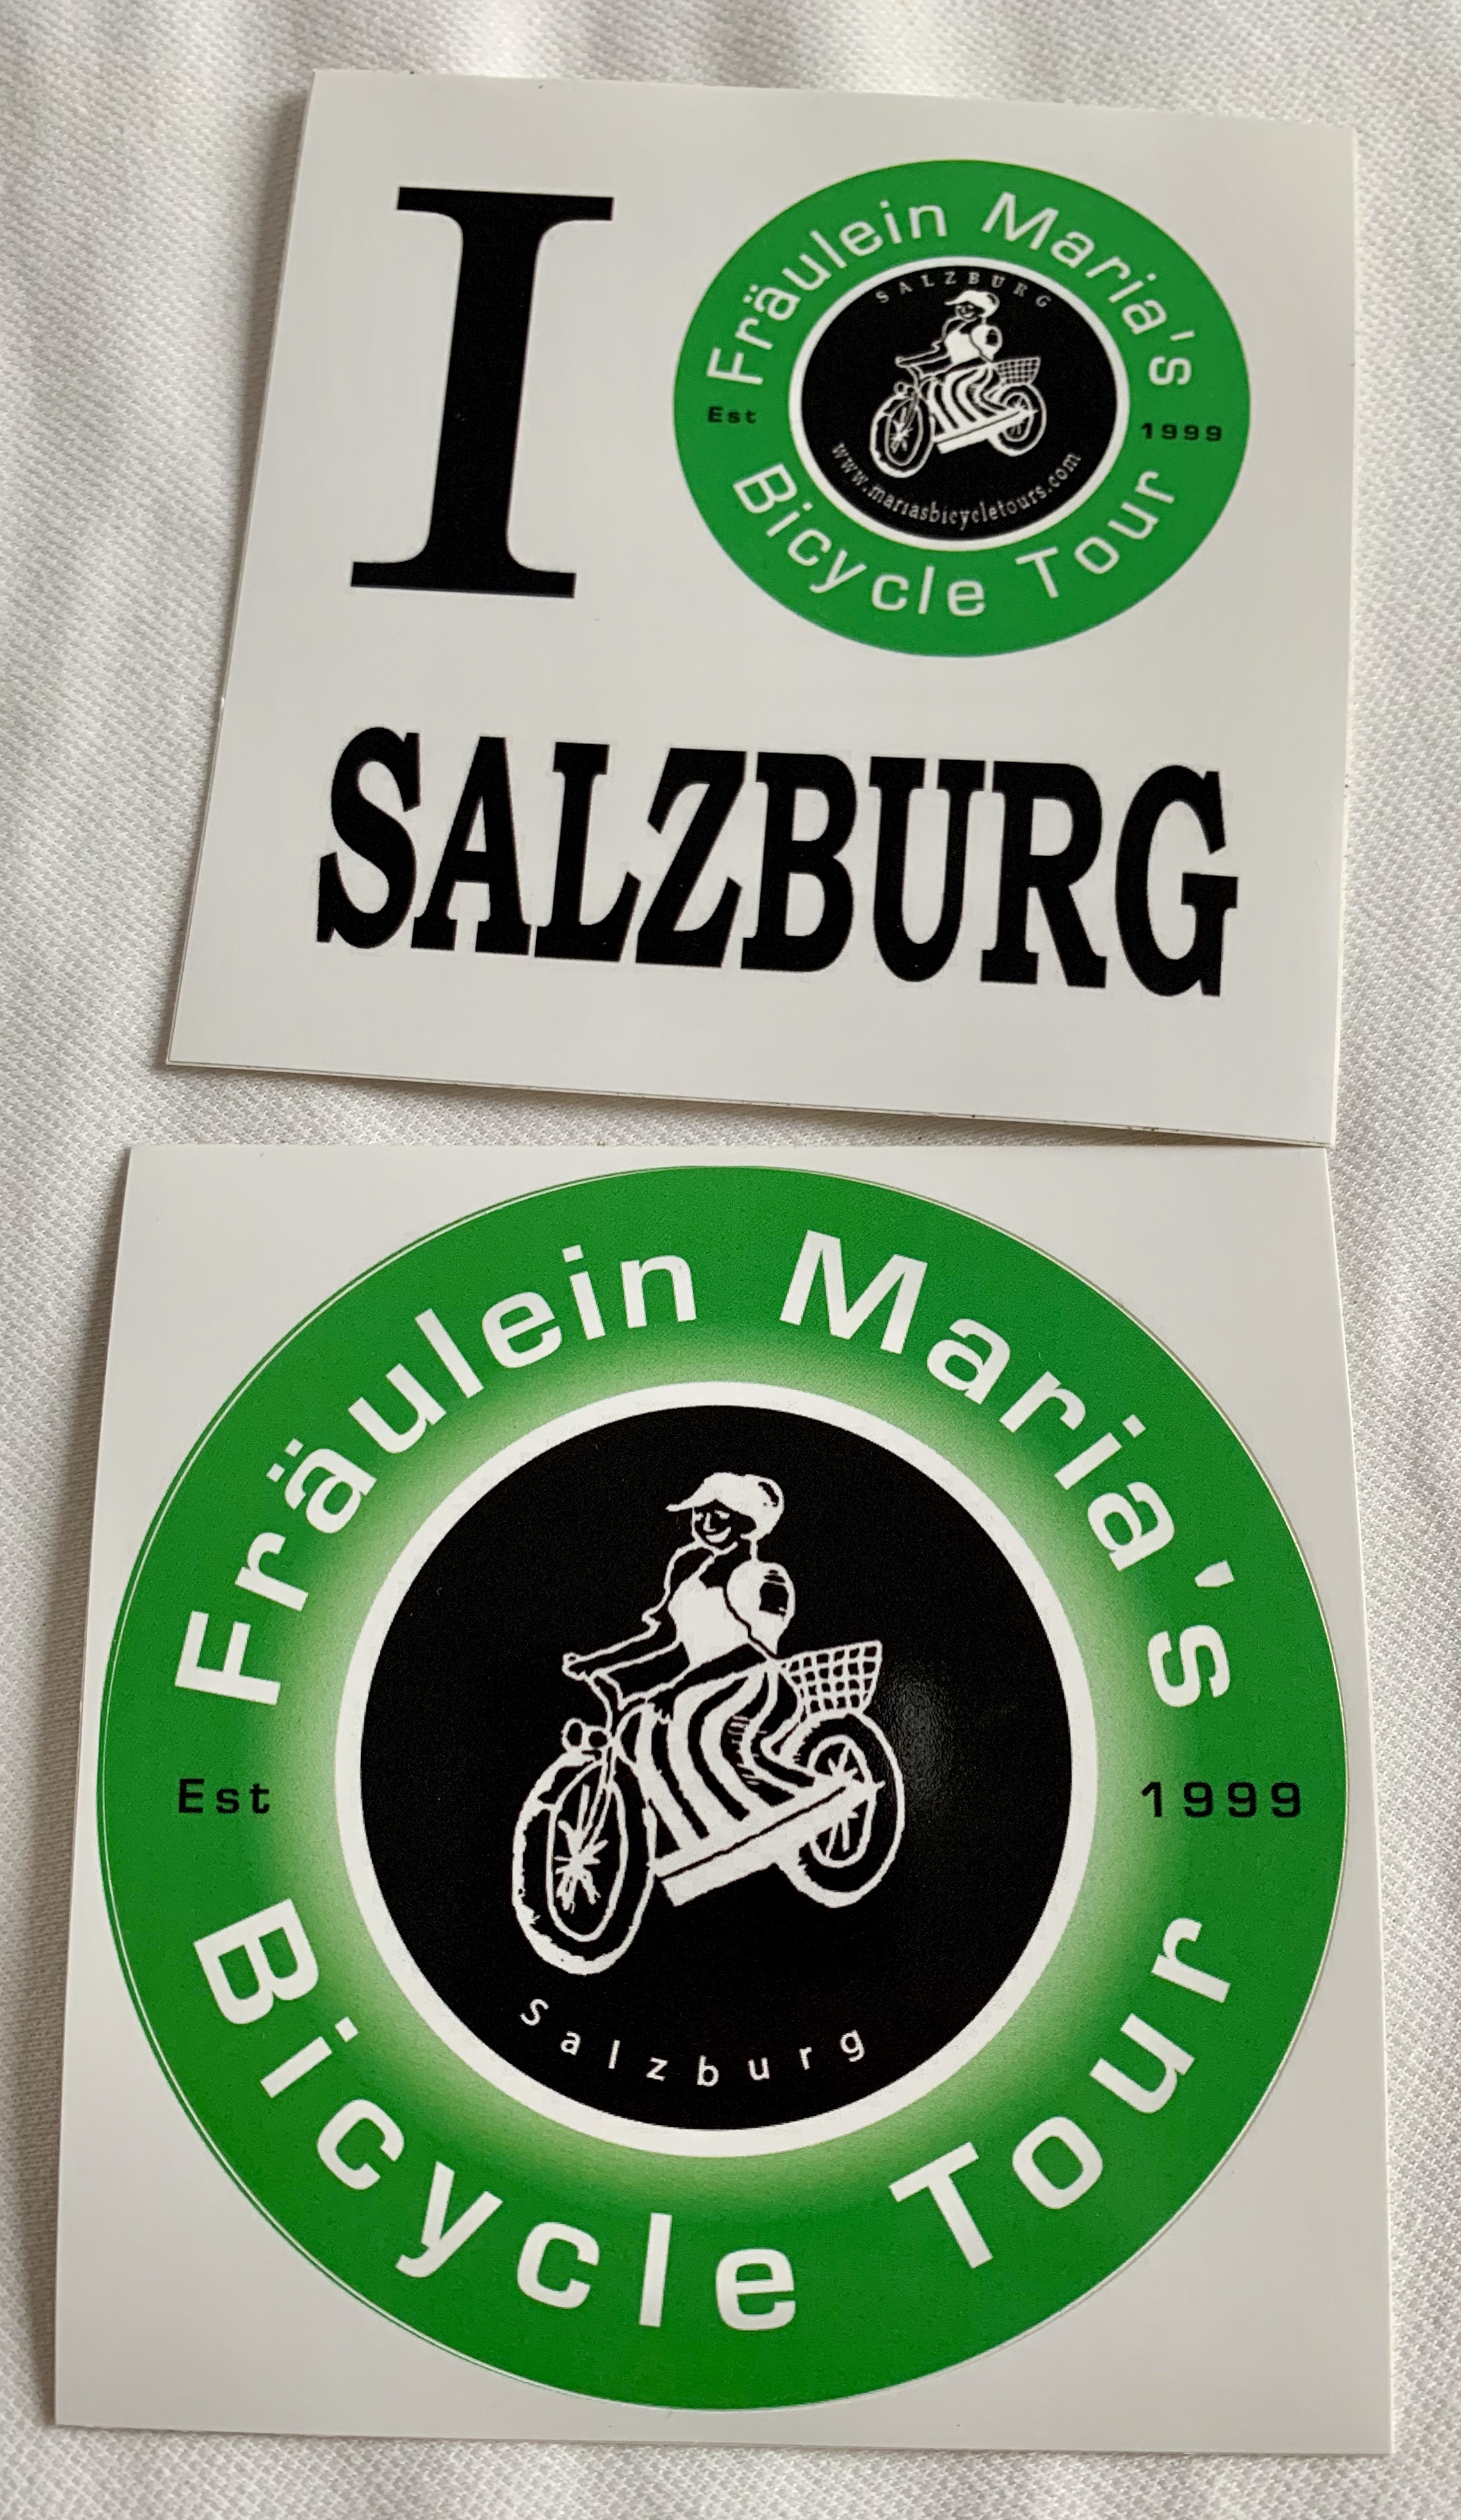 I
Fräulein Maria's
SALZBURG
Est
1999
www.mariasbicycletours.com
Bicycle Tour
SALZBURG
Fräulein Maria's
Est
1999
Salzburg
Bicycle Tour